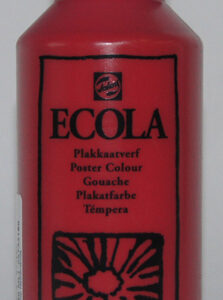 ECOLA
Plakkaatverf
Poster Colour
Gouache
Plakatfarbe
Témpera